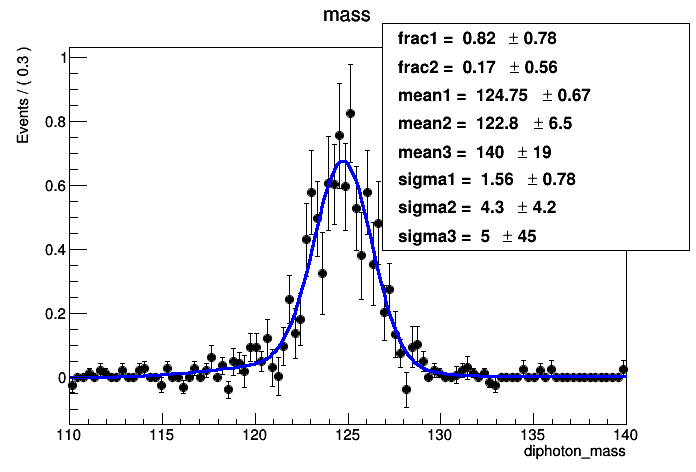 mass
Events / ( 0.3 )
frac1 = 0.82 ± 0.78
frac2 = 0.17 ± 0.56
mean1 = 124.75 ± 0.67
mean2 = 122.8 ± 6.5
mean3 = 140 ± 19
sigma1 = 1.56 ± 0.78
sigma2 = 4.3 ± 4.2
sigma3 = 5 ± 45
1
0.8
0.6
0.4
0.2
0
110 115 120 125 130 135 140
diphoton_mass